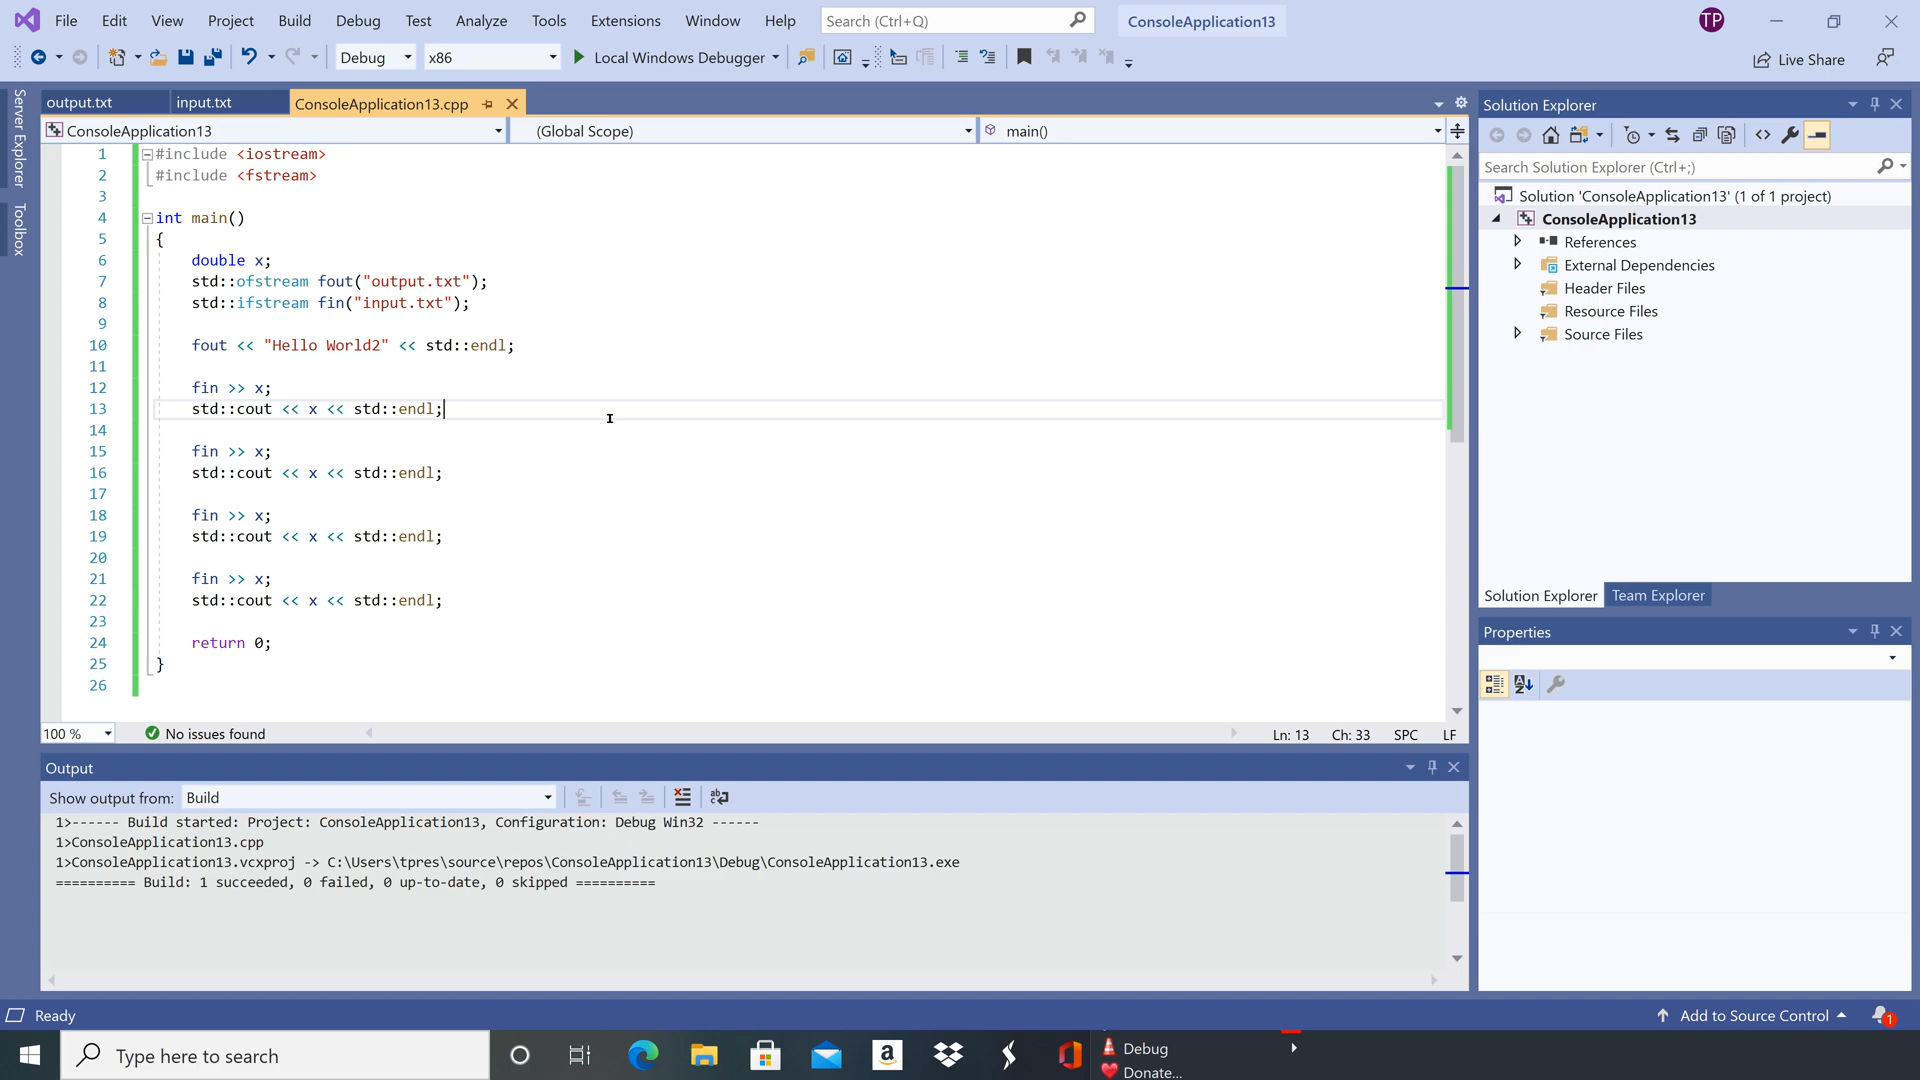 File Edit View Project Build Debug Test Analyze Tools Extensions Window Help Search (Ctrl+Q) ConsoleApplication13 TP
Debug x86 Local Windows Debugger Live Share
Server Explorer
Toolbox
output.txt input.txt ConsoleApplication13.cpp
ConsoleApplication13 (Global Scope) main()
1 #include <iostream>
2 #include <fstream>
3
4 int main()
5 {
6 double x;
7 std::ofstream fout("output.txt");
8 std::ifstream fin("input.txt");
9
10 fout << "Hello World2" << std::endl;
11
12 fin >> x;
13 std::cout << x << std::endl;
14
15 fin >> x;
16 std::cout << x << std::endl;
17
18 fin >> x;
19 std::cout << x << std::endl;
20
21 fin >> x;
22 std::cout << x << std::endl;
23
24 return 0;
25 }
26
100 % No issues found Ln: 13 Ch: 33 SPC LF
Output
Show output from: Build
1>------ Build started: Project: ConsoleApplication13, Configuration: Debug Win32 ------
1>ConsoleApplication13.cpp
1>ConsoleApplication13.vcxproj -> C:\Users\tpres\source\repos\ConsoleApplication13\Debug\ConsoleApplication13.exe
========== Build: 1 succeeded, 0 failed, 0 up-to-date, 0 skipped ==========
Solution Explorer
Search Solution Explorer (Ctrl+;)
Solution 'ConsoleApplication13' (1 of 1 project)
ConsoleApplication13
References
External Dependencies
Header Files
Resource Files
Source Files
Solution Explorer Team Explorer
Properties
Ready Add to Source Control 1
Type here to search
Debug
Donate...